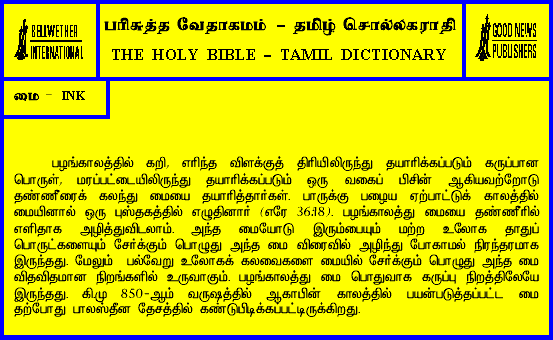 BELLWETHER
INTERNATIONAL
பரிசுத்த வேதாகமம் - தமிழ் சொல்லகராதி
THE HOLY BIBLE - TAMIL DICTIONARY
GOOD NEWS
PUBLISHERS
மை - INK
பழங்காலத்தில் கறி, எரிந்த விளக்குத் திரியிலிருந்து தயாரிக்கப்படும் கருப்பான
பொருள், மரப்பட்டையிலிருந்து தயாரிக்கப்படும் ஒரு வகைப் பிசின் ஆகியவற்றோடு
தண்ணீரைக் கலந்து மையை தயாரித்தார்கள். பாருக்கு பழைய ஏற்பாட்டுக் காலத்தில்
மையினால் ஒரு புஸ்தகத்தில் எழுதினார் (எரே 36:18). பழங்காலத்து மையை தண்ணீரில்
எளிதாக அழித்துவிடலாம். அந்த மையோடு இரும்பையும் மற்ற உலோக தாதுப்
பொருட்களையும் சேர்க்கும் பொழுது அந்த மை விரைவில் அழிந்து போகாமல் நிரந்தரமாக
இருந்தது. மேலும் பல்வேறு உலோகக் கலவைகளை மையில் சேர்க்கும் பொழுது அந்த மை
விதவிதமான நிறங்களில் உருவாகும். பழங்காலத்து மை பொதுவாக கருப்பு நிறத்திலேயே
இருந்தது. கி.மு 850-ஆம் வருஷத்தில் ஆகாபின் காலத்தில் பயன்படுத்தப்பட்ட மை
தற்போது பாலஸ்தீன தேசத்தில் கண்டுபிடிக்கப்பட்டிருக்கிறது.